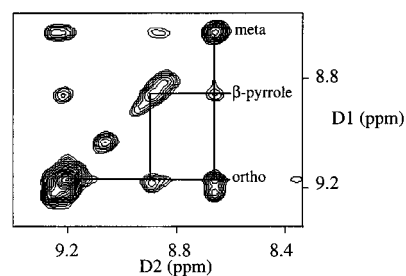 meta
8.8
β-pyrrole
D1 (ppm)
ortho
9.2
9.2 8.8 8.4
D2 (ppm)